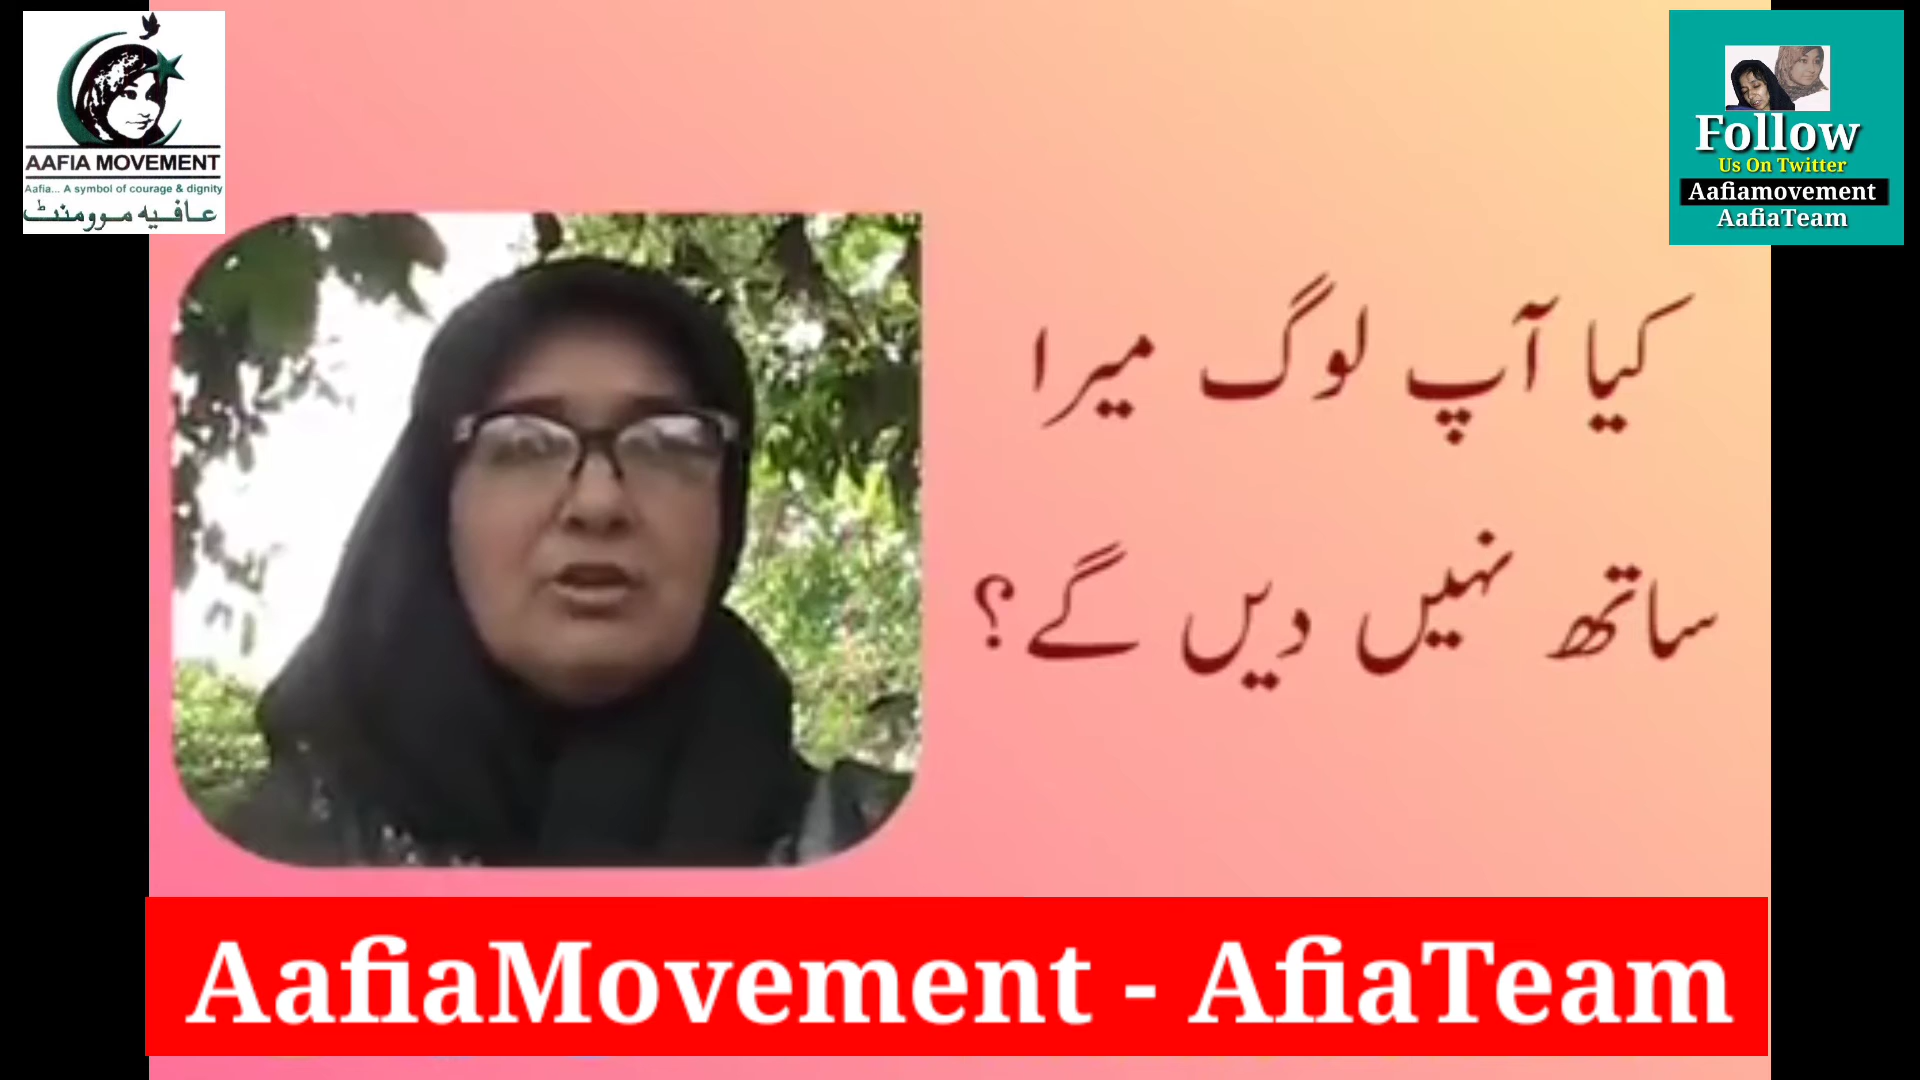 AAFIA MOVEMENT
Aafia... A symbol of courage & dignity
عافیہ موومنٹ
Follow
Us On Twitter
Aafiamovement
AafiaTeam
کیا آپ لوگ میرا
ساتھ نہیں دیں گے؟
AafiaMovement - AfiaTeam